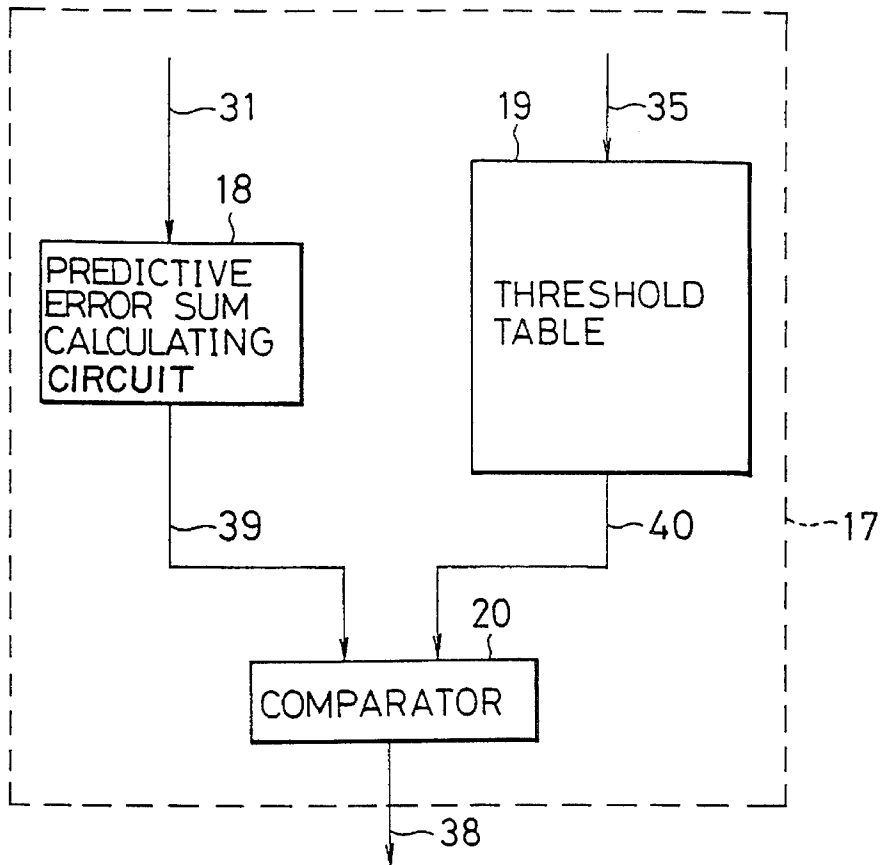 31
35
19
18
PREDICTIVE
ERROR SUM
CALCULATING
CIRCUIT
THRESHOLD
TABLE
39
40
17
20
COMPARATOR
38